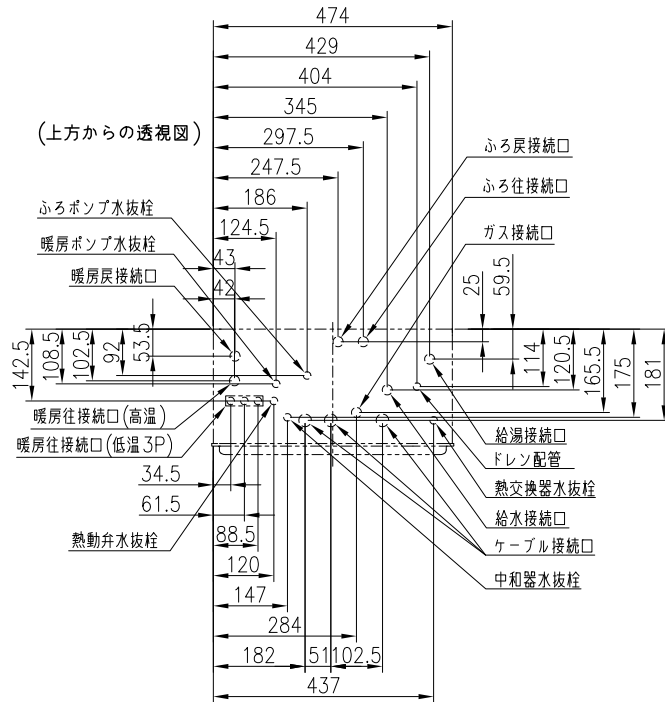 474
429
404
345
(上方からの透視図)
297.5
ふろ戻接続口
247.5
ふろ往接続口
186
ふろポンプ水抜栓
124.5
ガス接続口
暖房ポンプ水抜栓
43
暖房戻接続口
42
25
59.5
142.5
108.5
102.5
92
53.5
114
120.5
165.5
175
181
暖房往接続口(高温)
給湯接続口
暖房往接続口(低温3P)
ドレン配管
34.5
熱交換器水抜栓
61.5
給水接続口
88.5
熱動弁水抜栓
ケーブル接続口
120
中和器水抜栓
147
284
182
51
102.5
437